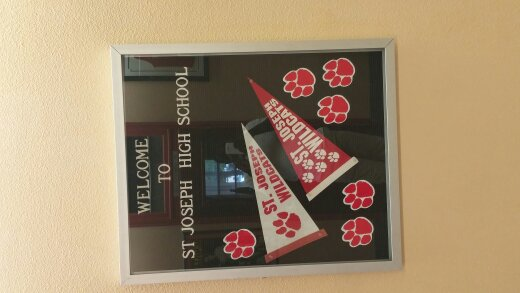 WELCOME
TO
ST JOSEPH HIGH SCHOOL
ST. JOSEPH
WILDCATS
ST. JOSEPH
WILDCATS